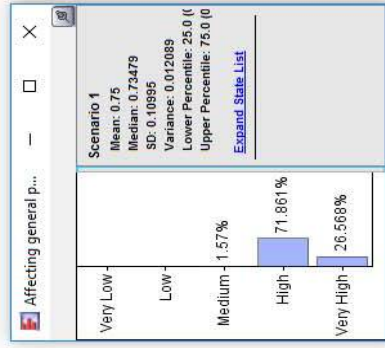 Affecting general p...
Very Low
Low
Medium
1.57%
High
71.861%
Very High
26.568%
Scenario 1
Mean: 0.75
Median: 0.73479
SD: 0.10995
Variance: 0.012089
Lower Percentile: 25.0 (
Upper Percentile: 75.0 (
Expand State List